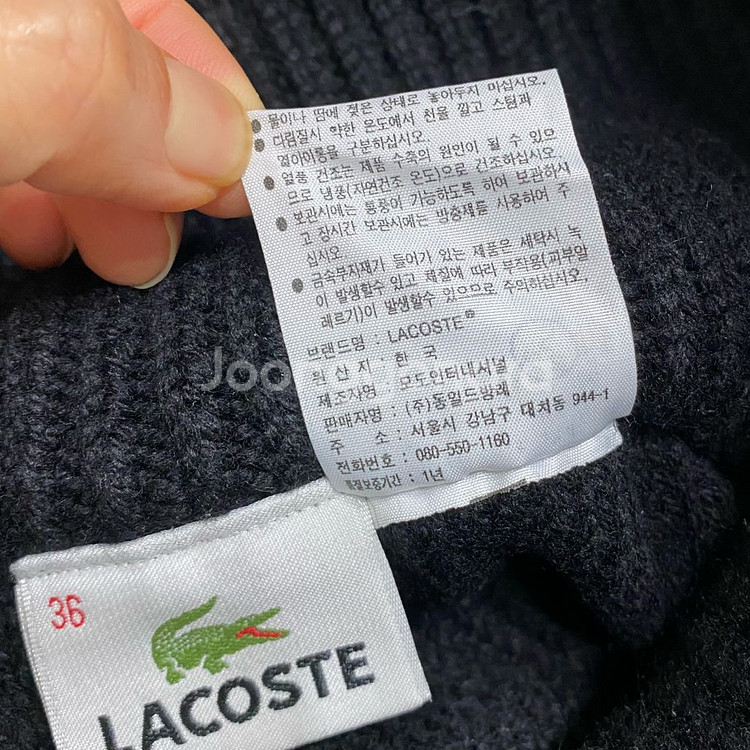 물이나 땀에 젖은 상태로 놓아두지 마십시오.
다림질시 약한 온도에서 천을 깔고 스팀과
열아이롱을 구분하십시오.
열풍 건조는 제품 수축의 원인이 될 수 있으
므로 냉풍(자연건조 온도)으로 건조하십시오.
보관시에는 통풍이 가능하도록 하여 보관하시
고 장시간 보관시에는 방충제를 사용하여 주
십시오
금속부자재가 들어가 있는 제품은 세탁시 녹
이 발생할수 있고 체질에 따라 부작용(피부알
레르기)이 발생할수 있으므로 주의하십시오.
브랜드명 : LACOSTE®
원 산 지 : 한 국
제조자명 : 모도인터내셔널
판매자명 : (주)동일드방레
주 소 : 서울시 강남구 대치동 944-1
전화번호 : 080-550-1160
품질보증기간 : 1년
36
LACOSTE